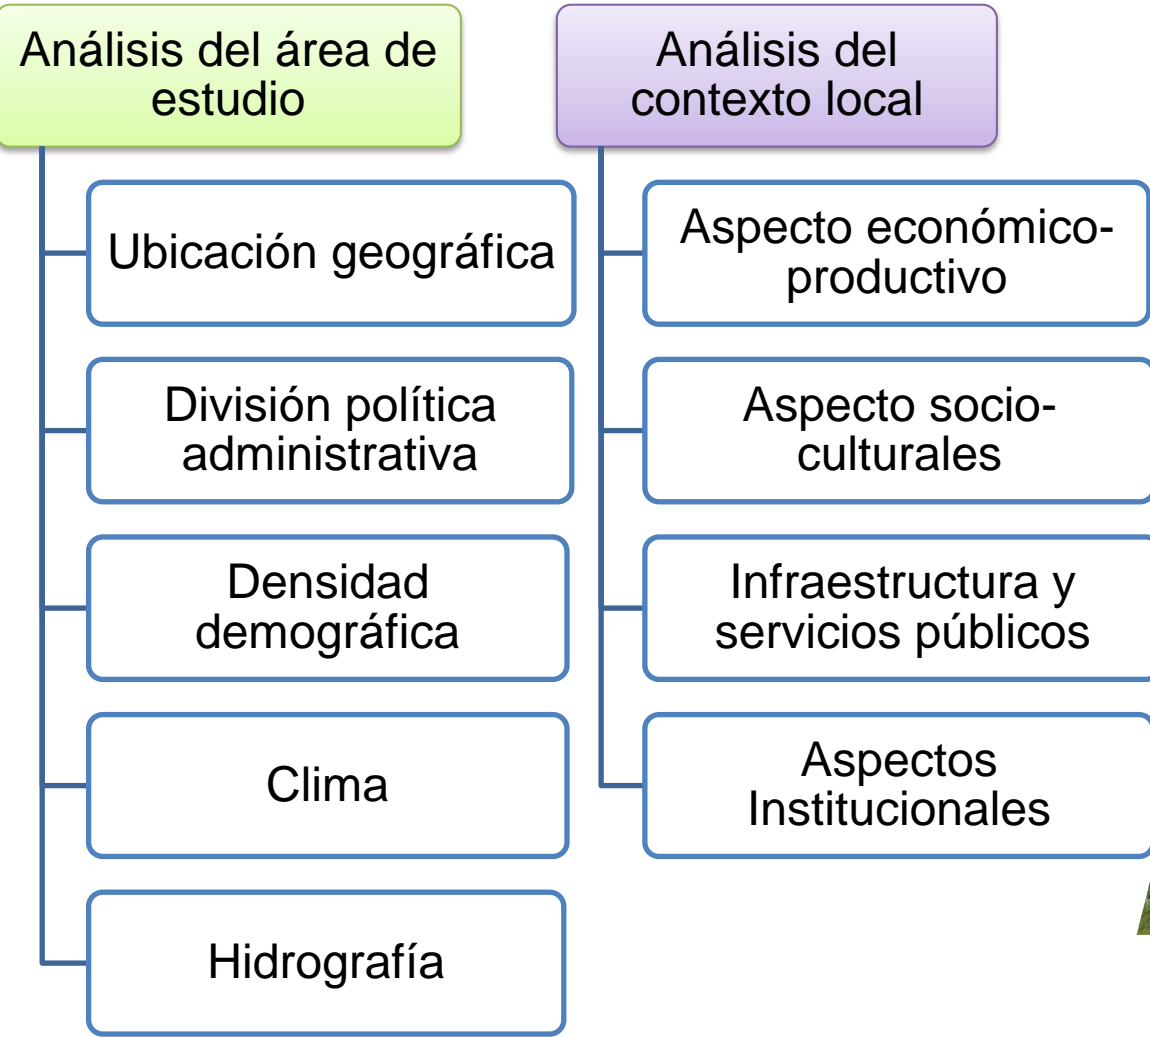 Análisis del área de
estudio
Ubicación geográfica
División política
administrativa
Densidad
demográfica
Clima
Hidrografía
Análisis del
contexto local
Aspecto económico-
productivo
Aspecto socio-
culturales
Infraestructura y
servicios públicos
Aspectos
Institucionales